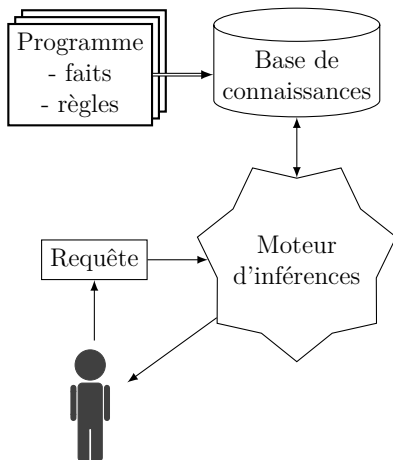 Programme
- faits
- règles
Base de
connaissances
Moteur
d'inférences
Requête